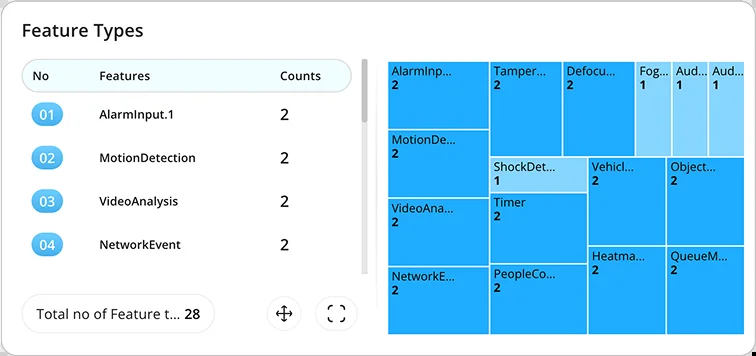 Feature Types
No Features Counts
01 AlarmInput.1 2
02 MotionDetection 2
03 VideoAnalysis 2
04 NetworkEvent 2
Total no of Feature t... 28
AlarmInp...
2
MotionDe...
2
VideoAna...
2
NetworkE...
2
Tamper...
2
Defocu...
2
Fog...
1
Aud...
1
Aud...
1
ShockDet...
1
Timer
2
PeopleCo...
2
Vehicl...
2
Object...
2
Heatma...
2
QueueM...
2